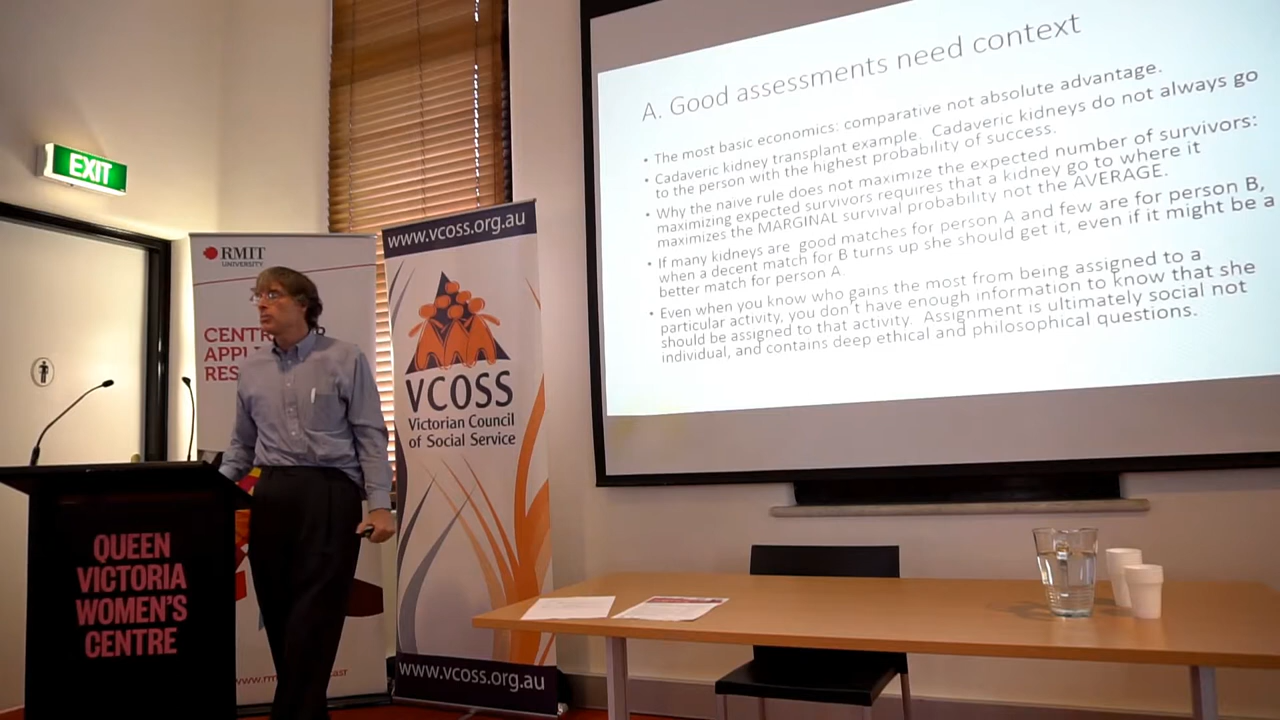 A. Good assessments need context
• The most basic economics: comparative not absolute advantage.
• Cadaveric kidney transplant example. Cadaveric kidneys do not always go
to the person with the highest probability of success.
• Why the naive rule does not maximize the expected number of survivors:
maximizing expected survivors requires that a kidney go to where it
maximizes the MARGINAL survival probability not the AVERAGE.
• If many kidneys are good matches for person A and few are for person B,
when a decent match for B turns up she should get it, even if it might be a
better match for person A.
• Even when you know who gains the most from being assigned to a
particular activity, you don't have enough information to know that she
should be assigned to that activity. Assignment is ultimately social not
individual, and contains deep ethical and philosophical questions.
EXIT
RMIT
UNIVERSITY
www.vcoss.org.au
VCOSS
Victorian Council
of Social Service
www.vcoss.org.au
QUEEN
VICTORIA
WOMEN'S
CENTRE